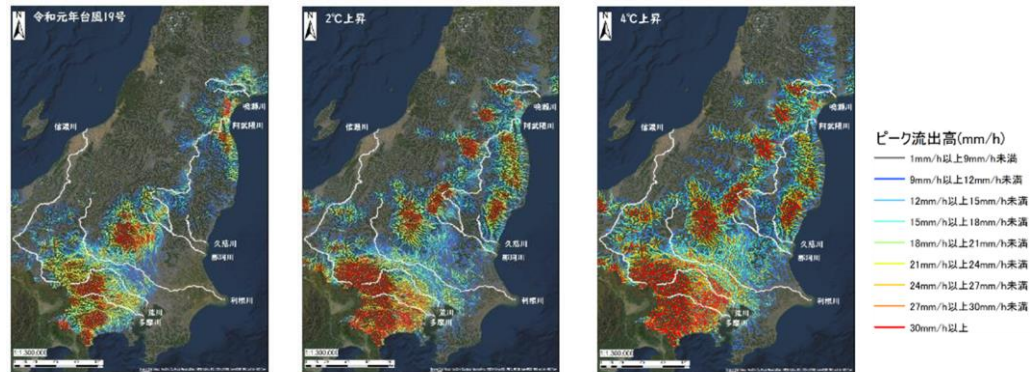 令和元年台風19号
N
信濃川
鳴瀬川
阿武隈川
久慈川
那珂川
利根川
荒川
多摩川
1:1,300,000
2℃上昇
N
信濃川
鳴瀬川
阿武隈川
久慈川
那珂川
利根川
荒川
多摩川
1:1,300,000
4℃上昇
N
信濃川
鳴瀬川
阿武隈川
久慈川
那珂川
利根川
荒川
多摩川
1:1,300,000
ピーク流出高(mm/h)
1mm/h以上9mm/h未満
9mm/h以上12mm/h未満
12mm/h以上15mm/h未満
15mm/h以上18mm/h未満
18mm/h以上21mm/h未満
21mm/h以上24mm/h未満
24mm/h以上27mm/h未満
27mm/h以上30mm/h未満
30mm/h以上